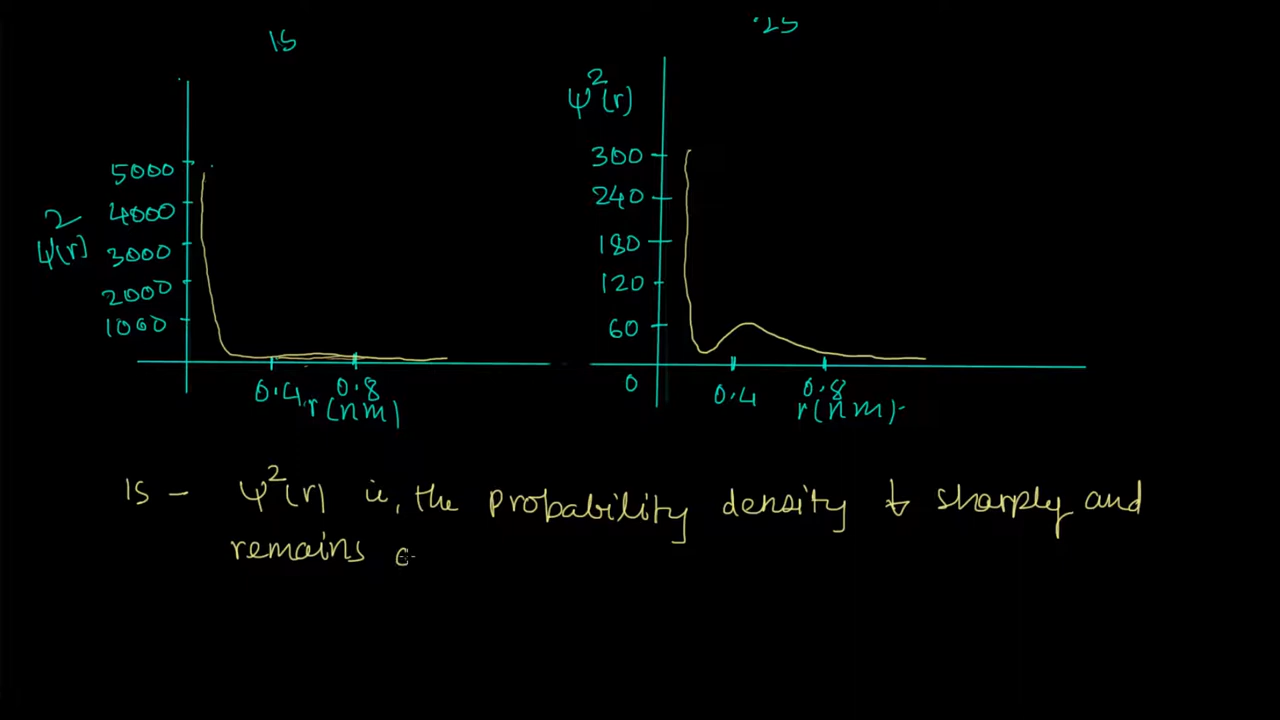 1S
2S
ψ²(r)
5000
4000
3000
2000
1000
0.4
0.8
r(nm)
ψ²(r)
300
240
180
120
60
0
0.4
0.8
r(nm)
1S - ψ²(r) ie, the probability density ↓ sharply and
remains c